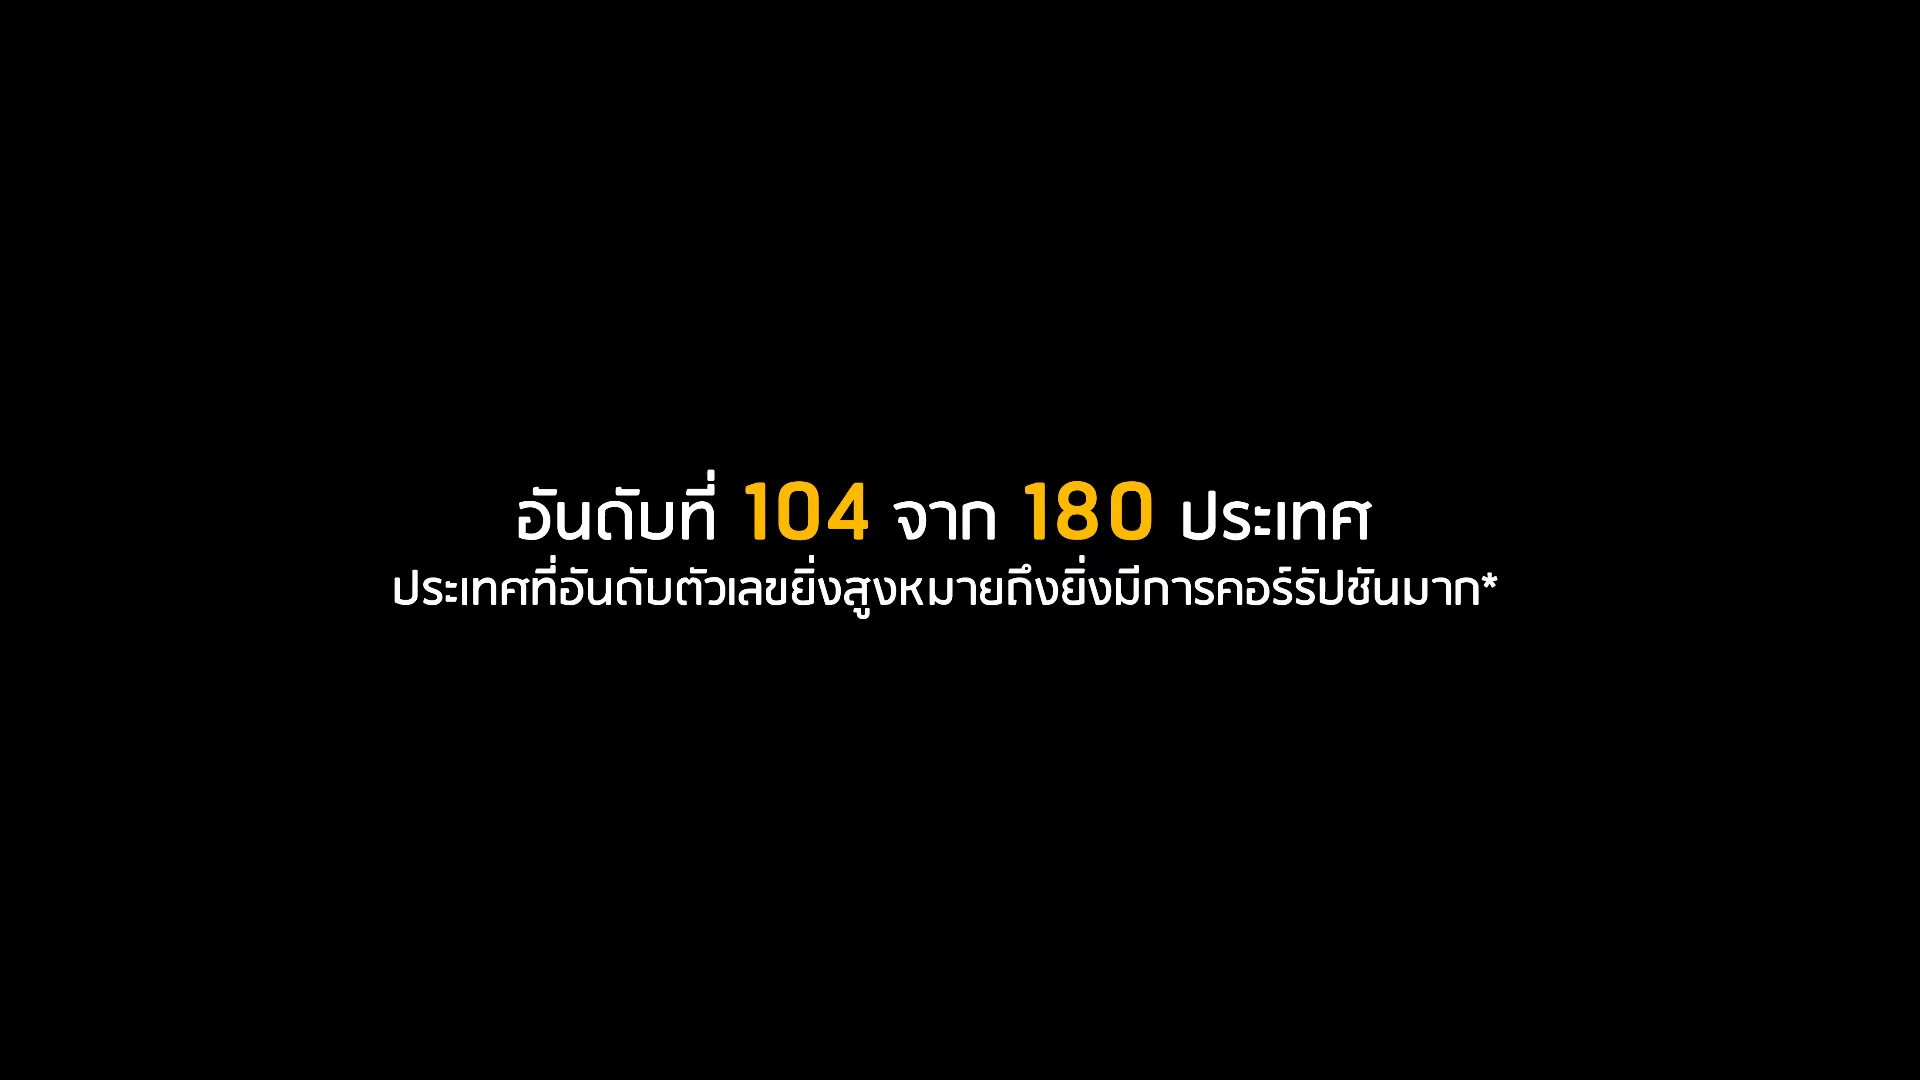 อันดับที่ 104 จาก 180 ประเทศ
ประเทศที่อันดับตัวเลขยิ่งสูงหมายถึงยิ่งมีการคอร์รัปชันมาก*